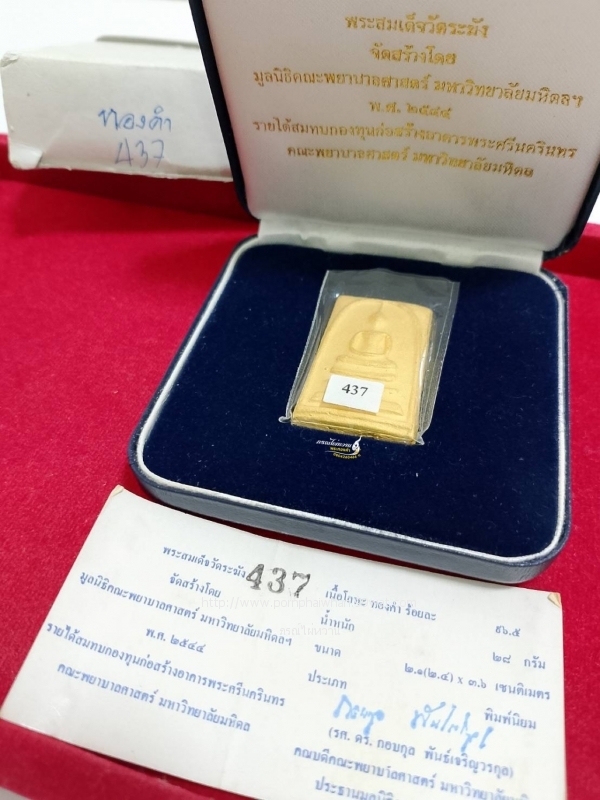 พระสมเด็จวัดระฆัง
จัดสร้างโดย
มูลนิธิคณะพยาบาลศาสตร์ มหาวิทยาลัยมหิดลฯ
พ.ศ. ๒๕๔๔
รายได้สมทบกองทุนก่อสร้างอาคารพระศรีนครินทร
คณะพยาบาลศาสตร์ มหาวิทยาลัยมหิดล
ทองคำ
437
437
พระสมเด็จวัดระฆัง
จัดสร้างโดย
มูลนิธิคณะพยาบาลศาสตร์ มหาวิทยาลัยมหิดลฯ
พ.ศ. ๒๕๔๔
รายได้สมทบกองทุนก่อสร้างอาคารพระศรีนครินทร
คณะพยาบาลศาสตร์ มหาวิทยาลัยมหิดล
437
เนื้อโลหะ ทองคำ ร้อยละ ๙๖.๕
น้ำหนัก ๒๘ กรัม
ขนาด ๒.๑(๒.๔) x ๓.๖ เซนติเมตร
ประเภท พิมพ์นิยม
(รศ. ดร. กอบกุล พันธ์เจริญวรกุล)
คณบดีคณะพยาบาลศาสตร์ มหาวิทยาลัยมหิดล
ประธานมูลนิธิ